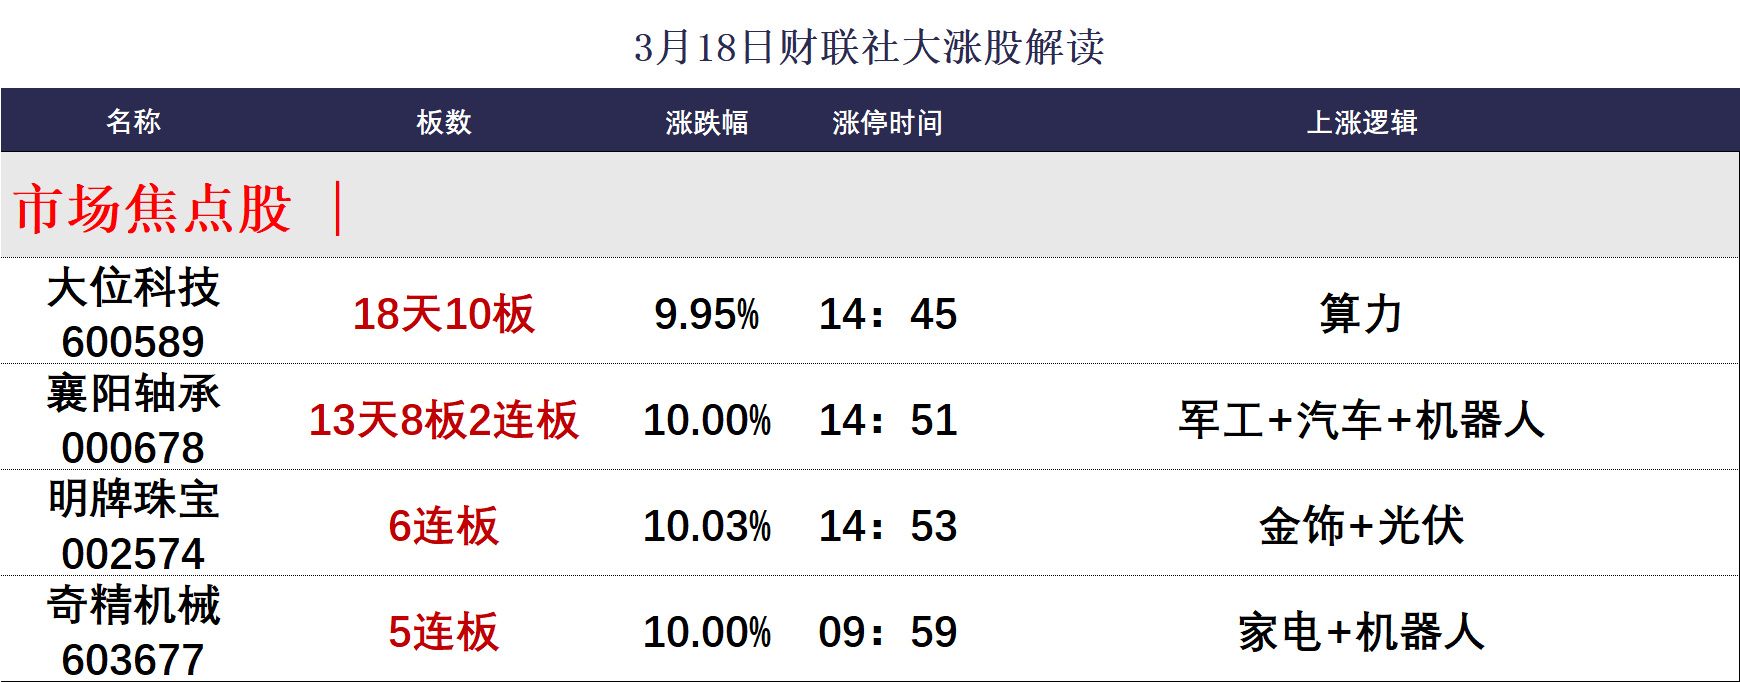 3月18日财联社大涨股解读
名称 板数 涨跌幅 涨停时间 上涨逻辑
市场焦点股 |
大位科技
600589 18天10板 9.95% 14：45 算力
襄阳轴承
000678 13天8板2连板 10.00% 14：51 军工+汽车+机器人
明牌珠宝
002574 6连板 10.03% 14：53 金饰+光伏
奇精机械
603677 5连板 10.00% 09：59 家电+机器人